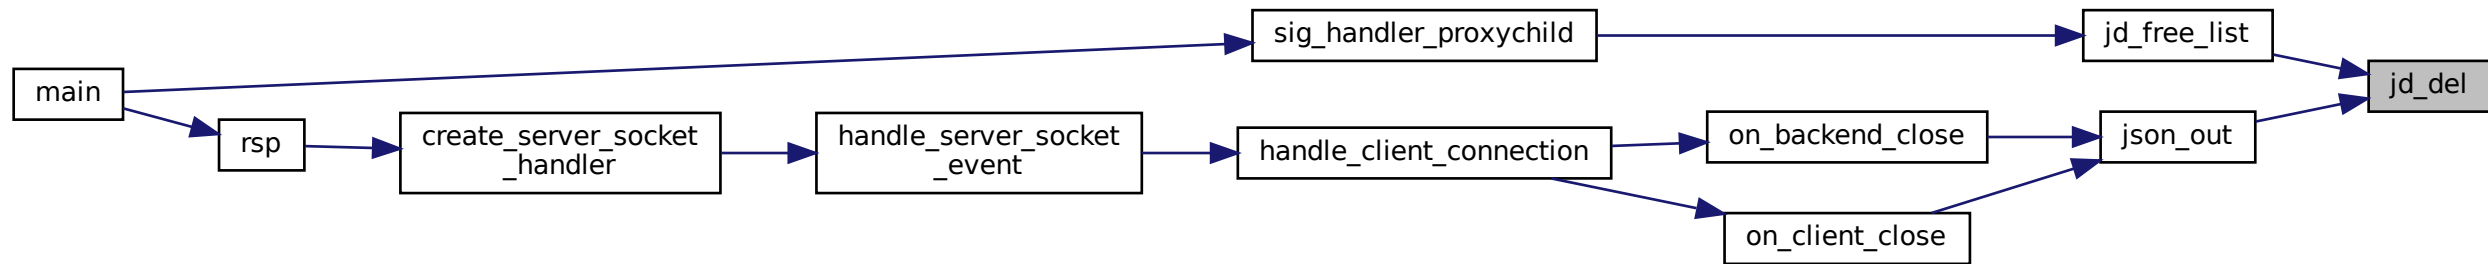 main
rsp
create_server_socket
_handler
handle_server_socket
_event
sig_handler_proxychild
handle_client_connection
on_backend_close
on_client_close
jd_free_list
json_out
jd_del